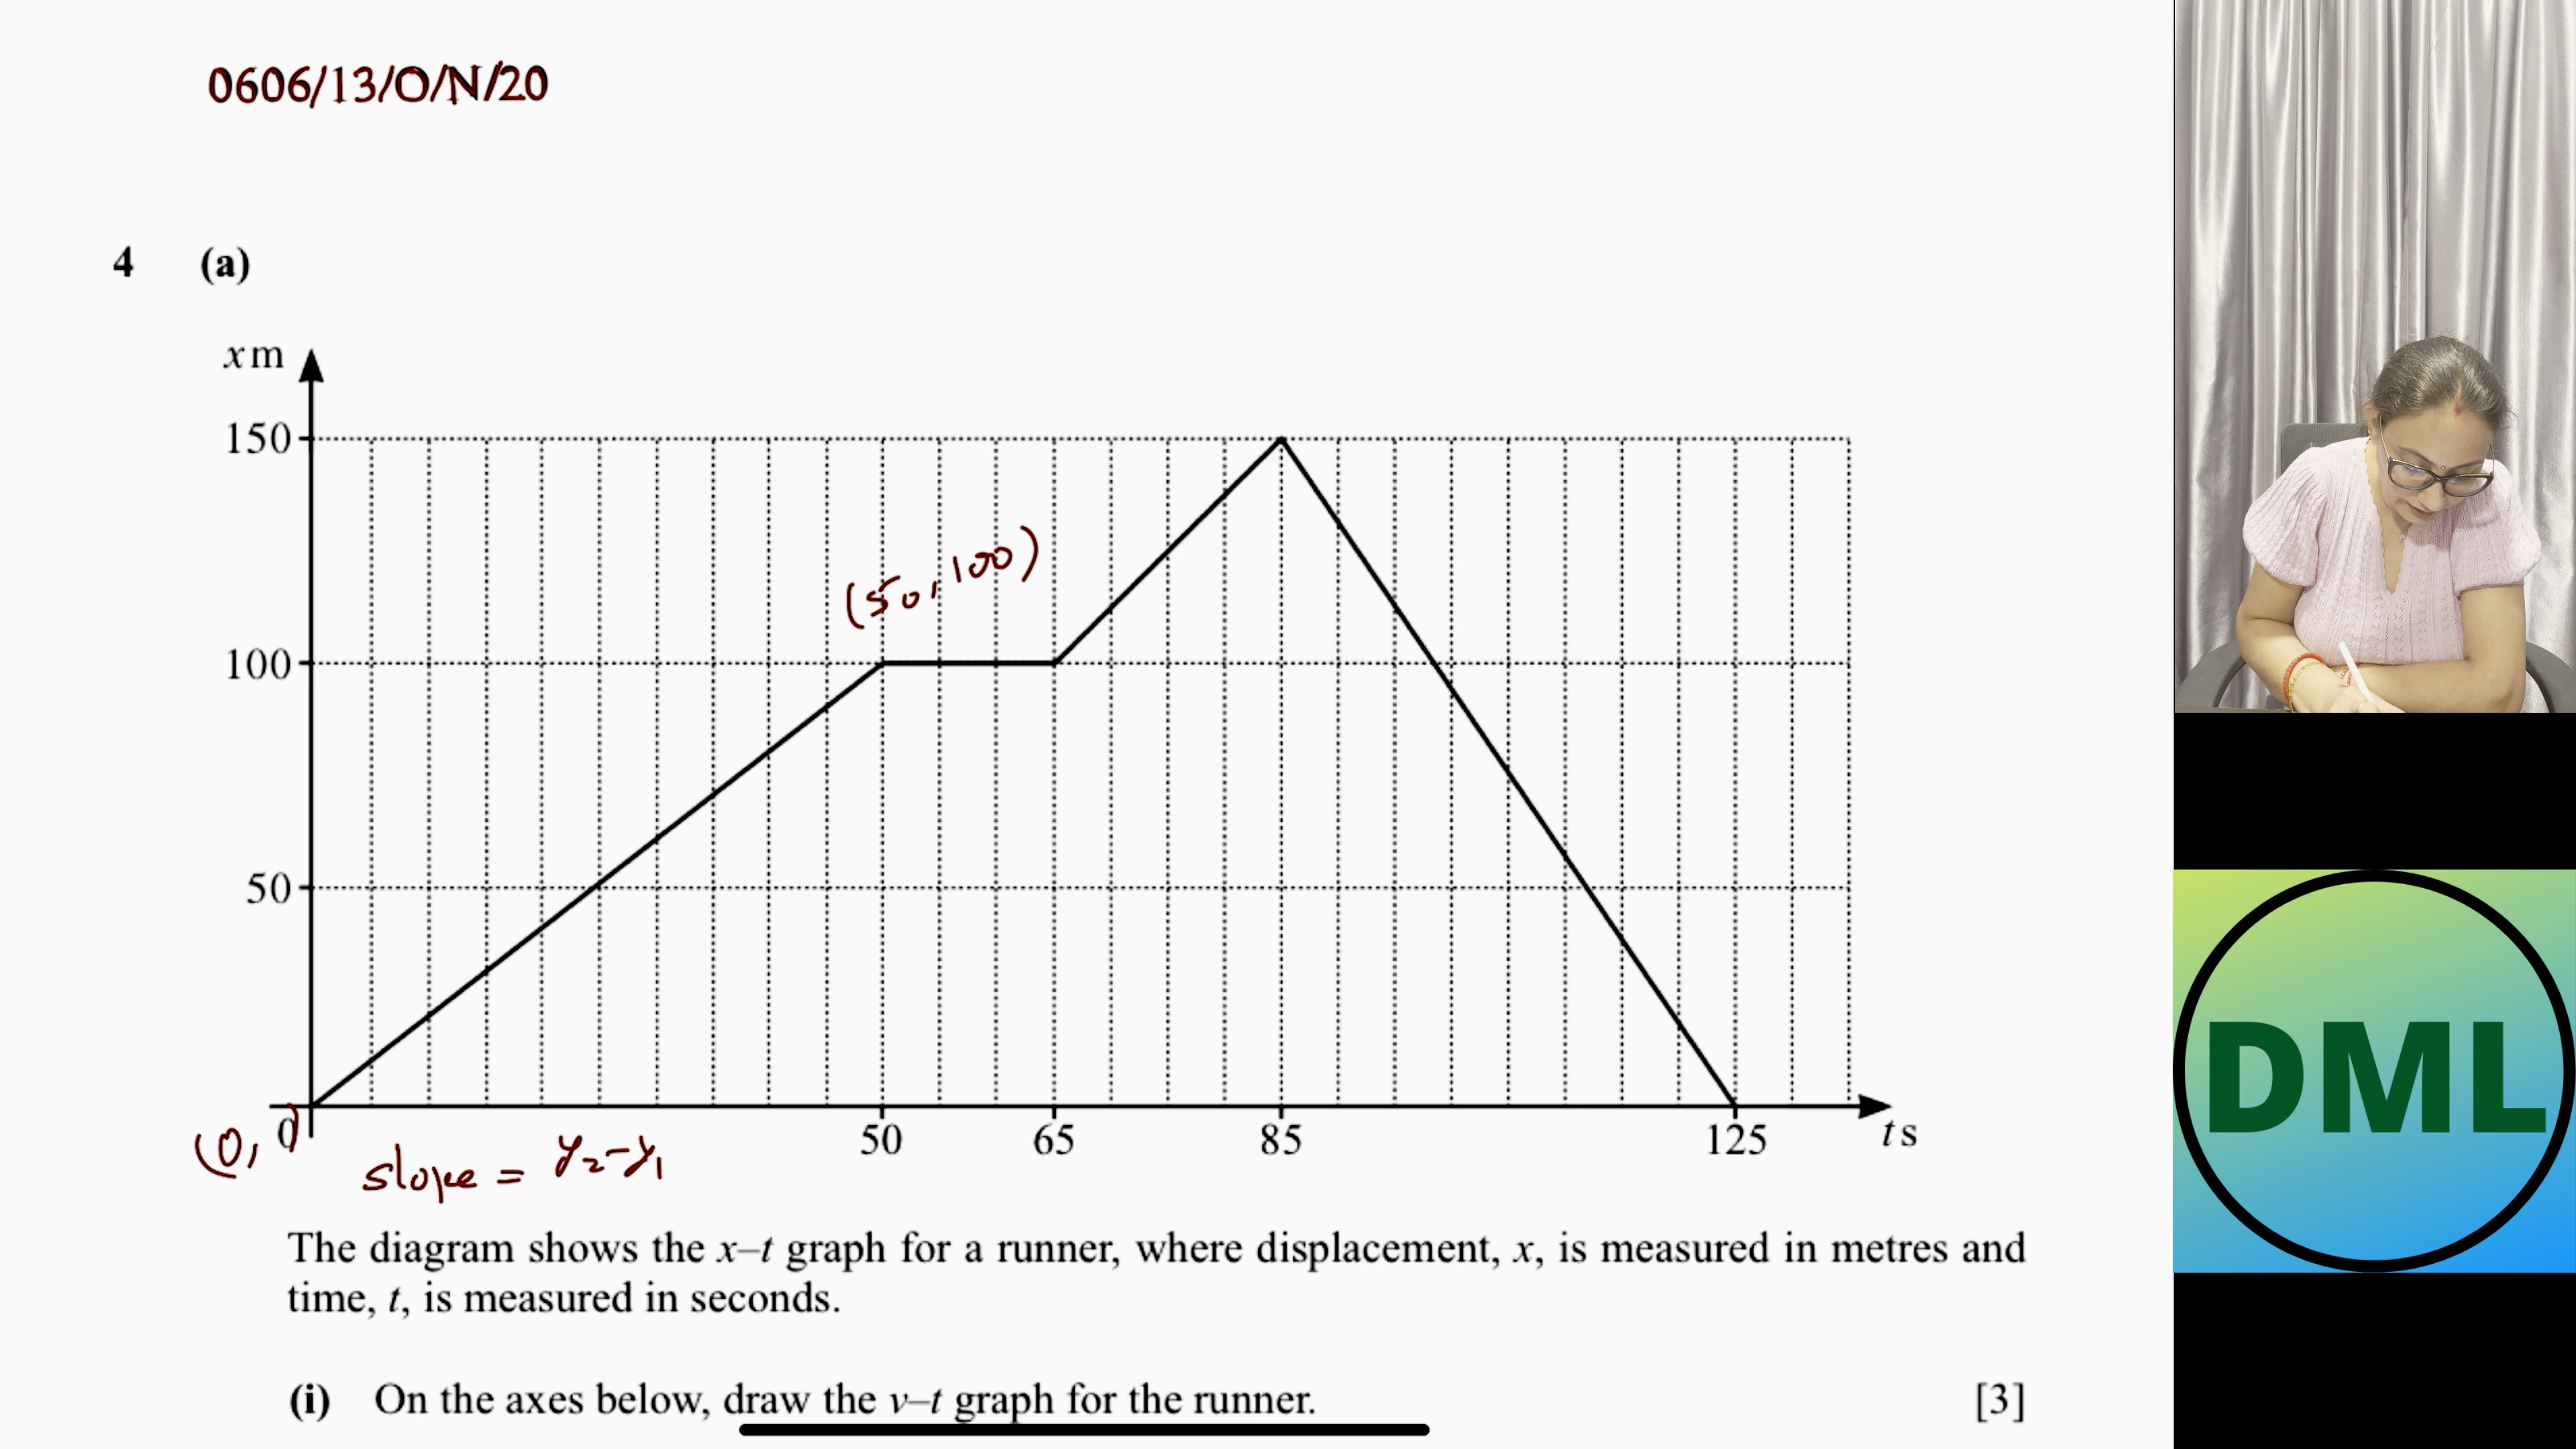 0606/13/O/N/20
4 (a)
x m
150
100
50
0
(50, 100)
(0, )
50 65 85 125 t s
slope = y₂-y₁
The diagram shows the x–t graph for a runner, where displacement, x, is measured in metres and
time, t, is measured in seconds.
(i) On the axes below, draw the v–t graph for the runner. [3]
DML